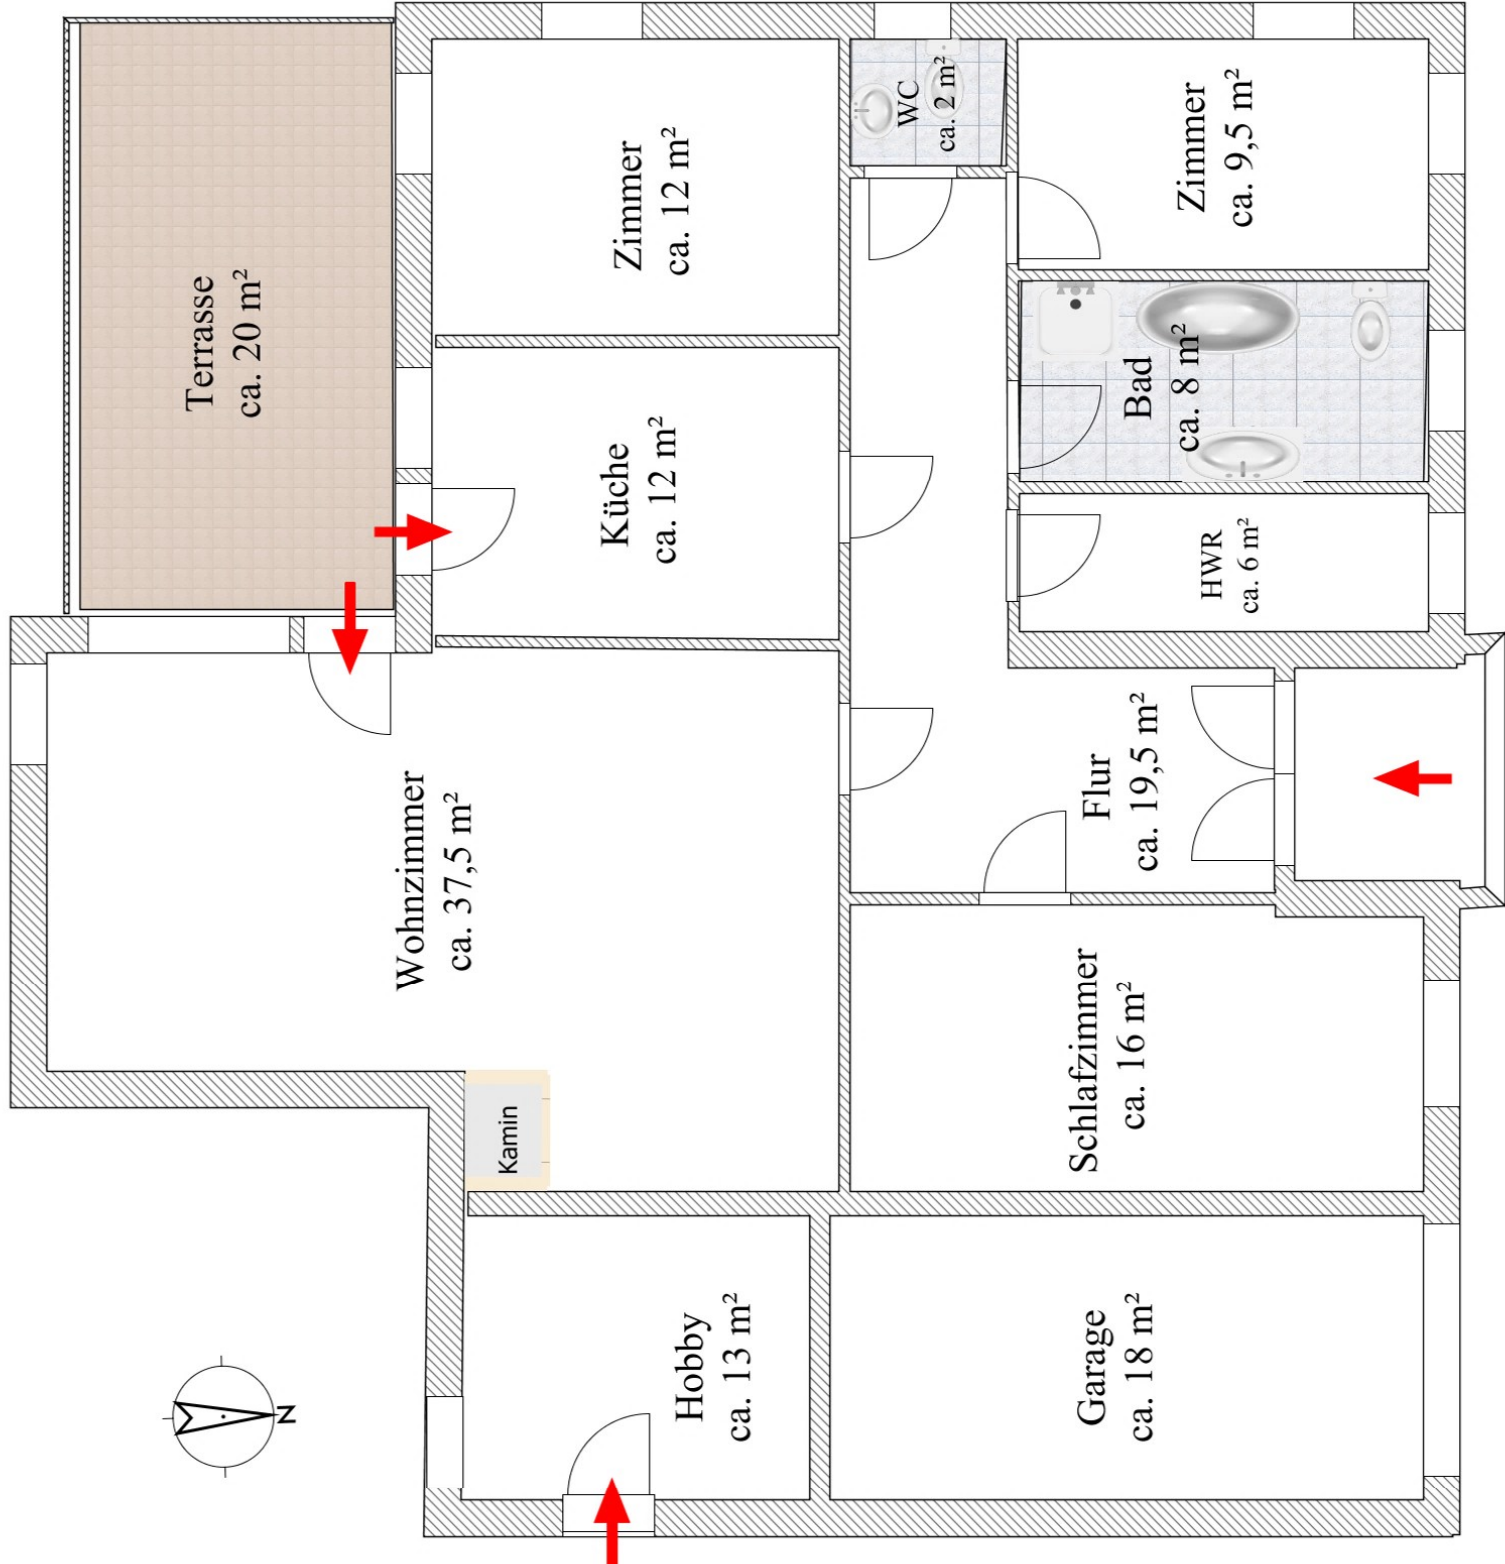 Terrasse
ca. 20 m²
Zimmer
ca. 12 m²
WC
ca. 2 m²
Zimmer
ca. 9,5 m²
Küche
ca. 12 m²
Bad
ca. 8 m²
HWR
ca. 6 m²
Wohnzimmer
ca. 37,5 m²
Flur
ca. 19,5 m²
Kamin
Schlafzimmer
ca. 16 m²
Hobby
ca. 13 m²
Garage
ca. 18 m²
N